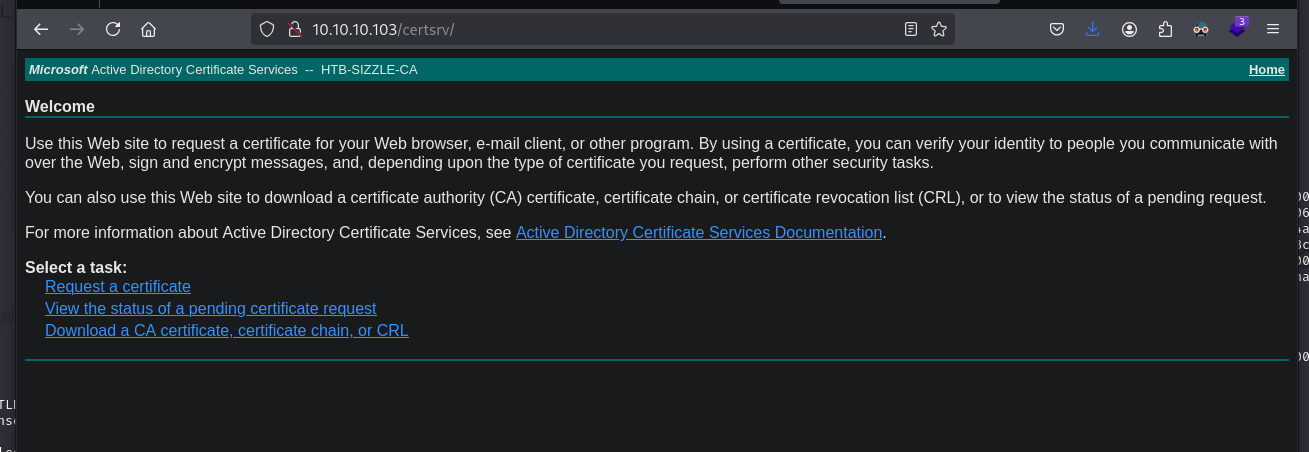 10.10.10.103/certsrv/
3
Microsoft Active Directory Certificate Services -- HTB-SIZZLE-CA Home
Welcome
Use this Web site to request a certificate for your Web browser, e-mail client, or other program. By using a certificate, you can verify your identity to people you communicate with
over the Web, sign and encrypt messages, and, depending upon the type of certificate you request, perform other security tasks.
You can also use this Web site to download a certificate authority (CA) certificate, certificate chain, or certificate revocation list (CRL), or to view the status of a pending request.
For more information about Active Directory Certificate Services, see Active Directory Certificate Services Documentation.
Select a task:
Request a certificate
View the status of a pending certificate request
Download a CA certificate, certificate chain, or CRL